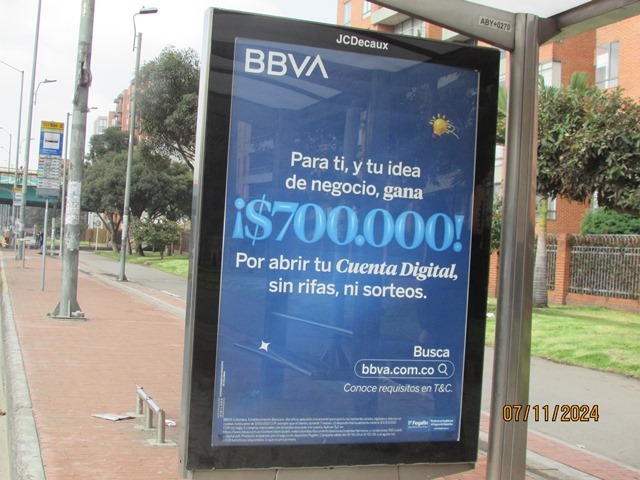 ABY+0270
JCDecaux
BBVA
Para ti, y tu idea
de negocio, gana
¡$700.000!
Por abrir tu Cuenta Digital,
sin rifas, ni sorteos.
Busca
bbva.com.co
Conoce requisitos en T&C.
Fogafín
07/11/2024